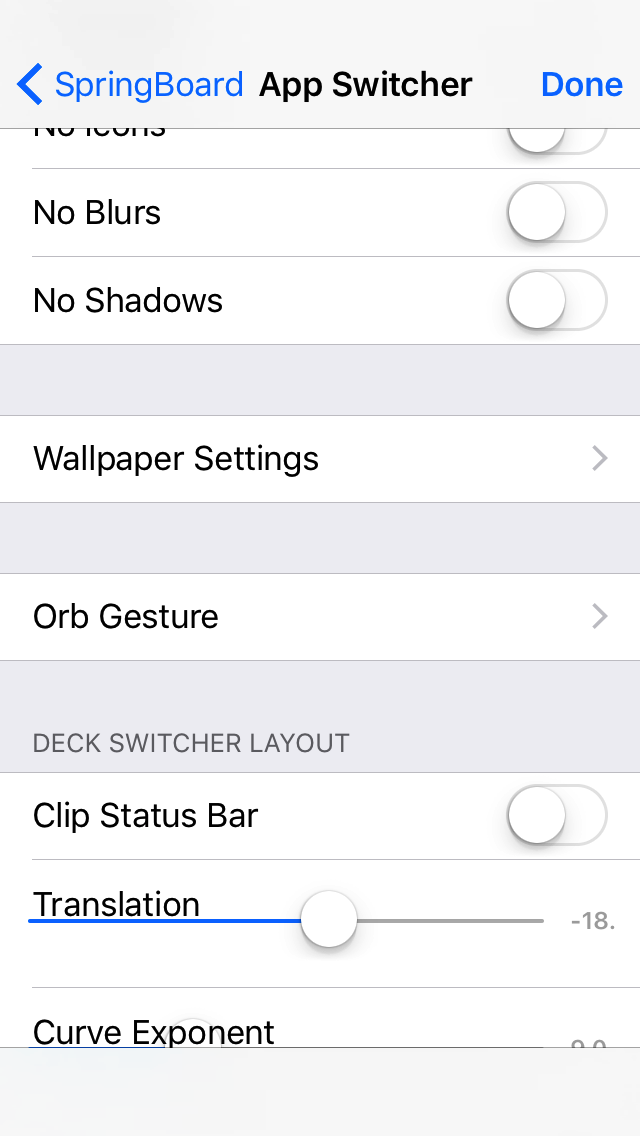 SpringBoard App Switcher Done
No Icons
No Blurs
No Shadows
Wallpaper Settings
Orb Gesture
DECK SWITCHER LAYOUT
Clip Status Bar
Translation -18.
Curve Exponent